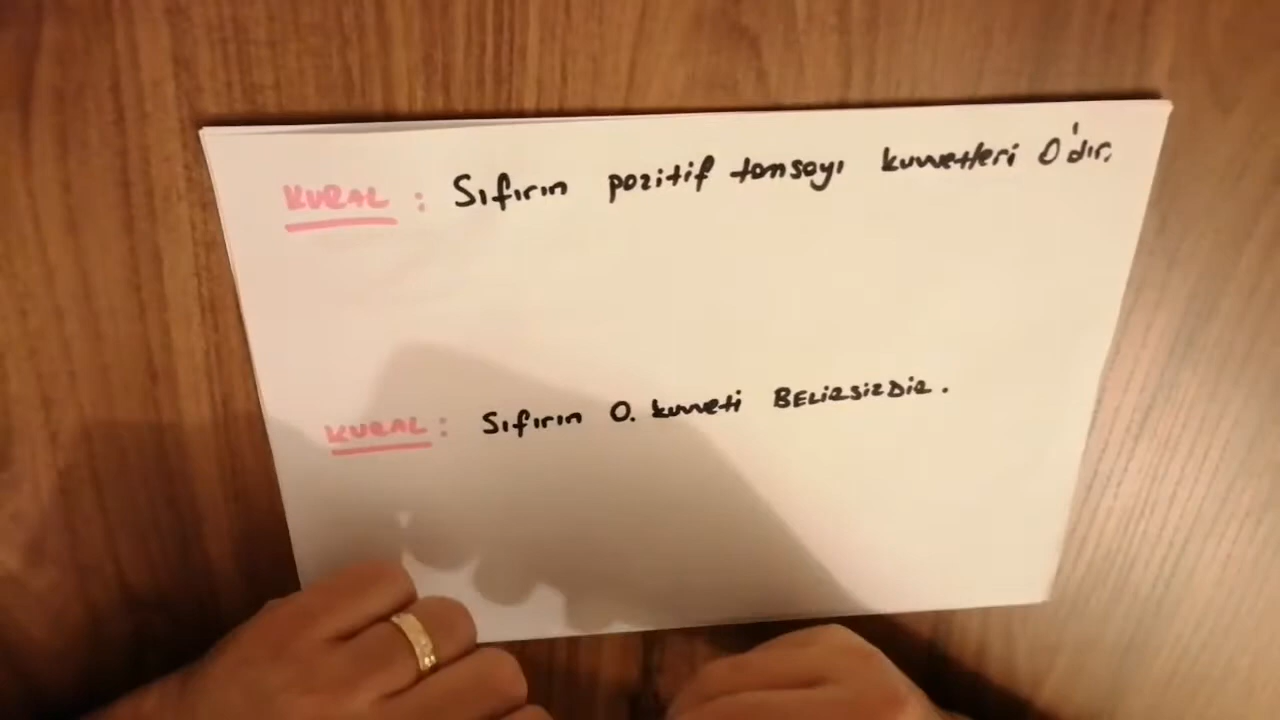 KURAL : Sıfırın pozitif tamsayı kuvvetleri 0'dır.
KURAL : Sıfırın 0. kuvveti BELİRSİZDİR.